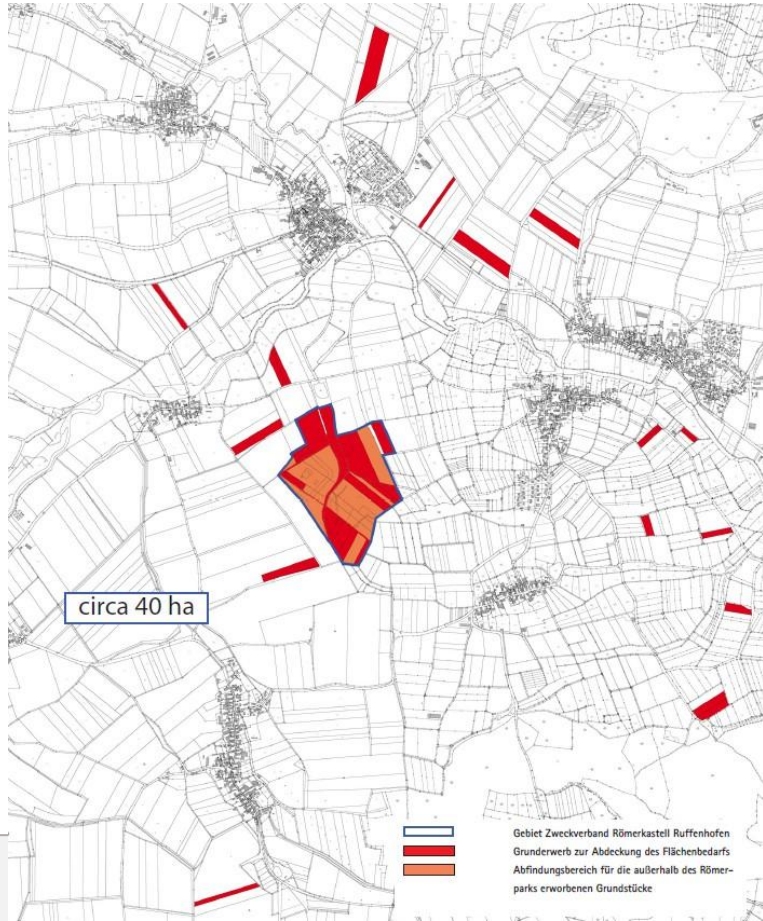 circa 40 ha
Gebiet Zweckverband Römerkastell Ruffenhofen
Grunderwerb zur Abdeckung des Flächenbedarfs
Abfindungsbereich für die außerhalb des Römer-
parks erworbenen Grundstücke